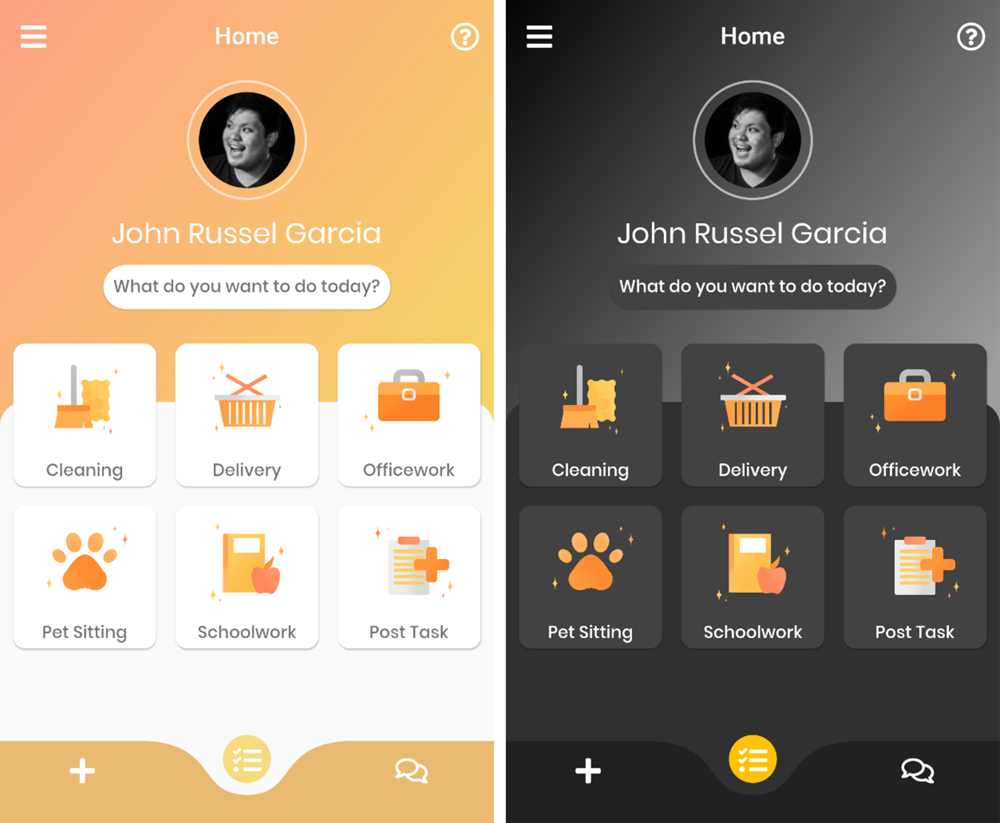 Home
John Russel Garcia
What do you want to do today?
Cleaning
Delivery
Officework
Pet Sitting
Schoolwork
Post Task
Home
John Russel Garcia
What do you want to do today?
Cleaning
Delivery
Officework
Pet Sitting
Schoolwork
Post Task